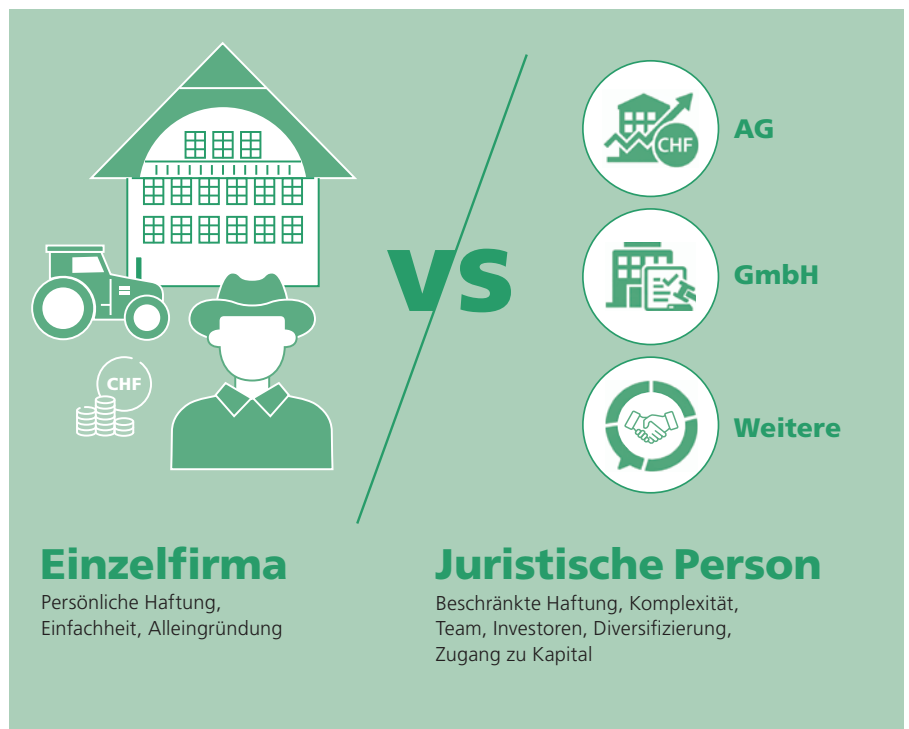 CHF
VS
CHF
AG
GmbH
Weitere
Einzelfirma
Persönliche Haftung,
Einfachheit, Alleingründung
Juristische Person
Beschränkte Haftung, Komplexität,
Team, Investoren, Diversifizierung,
Zugang zu Kapital